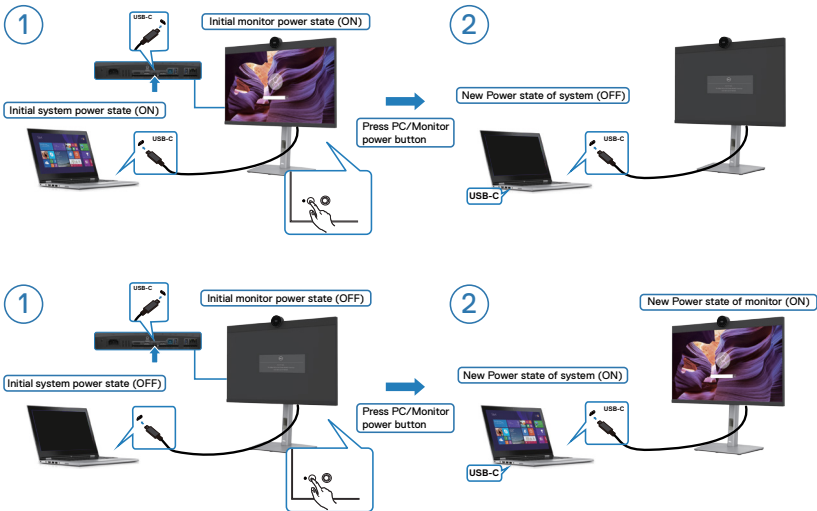 1
USB-C
Initial monitor power state (ON)
Initial system power state (ON)
USB-C
Press PC/Monitor
power button
2
New Power state of system (OFF)
USB-C
USB-C
1
USB-C
Initial monitor power state (OFF)
Initial system power state (OFF)
USB-C
Press PC/Monitor
power button
2
New Power state of monitor (ON)
New Power state of system (ON)
USB-C
USB-C